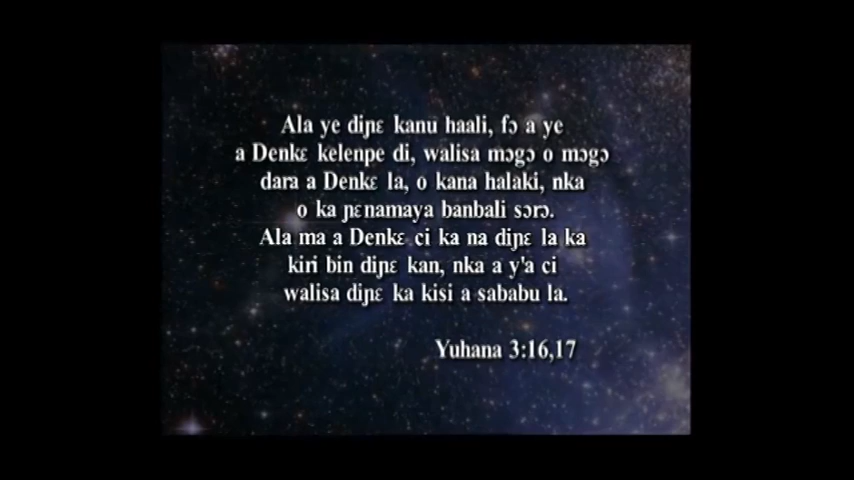 Ala ye diɲɛ kanu haali, fɔ a ye
a Denkɛ kelenpe di, walisa mɔgɔ o mɔgɔ
dara a Denkɛ la, o kana halaki, nka
o ka ɲɛnamaya banbali sɔrɔ.
Ala ma a Denkɛ ci ka na diɲɛ la ka
kiri bin diɲɛ kan, nka a y'a ci
walisa diɲɛ ka kisi a sababu la.
Yuhana 3:16,17